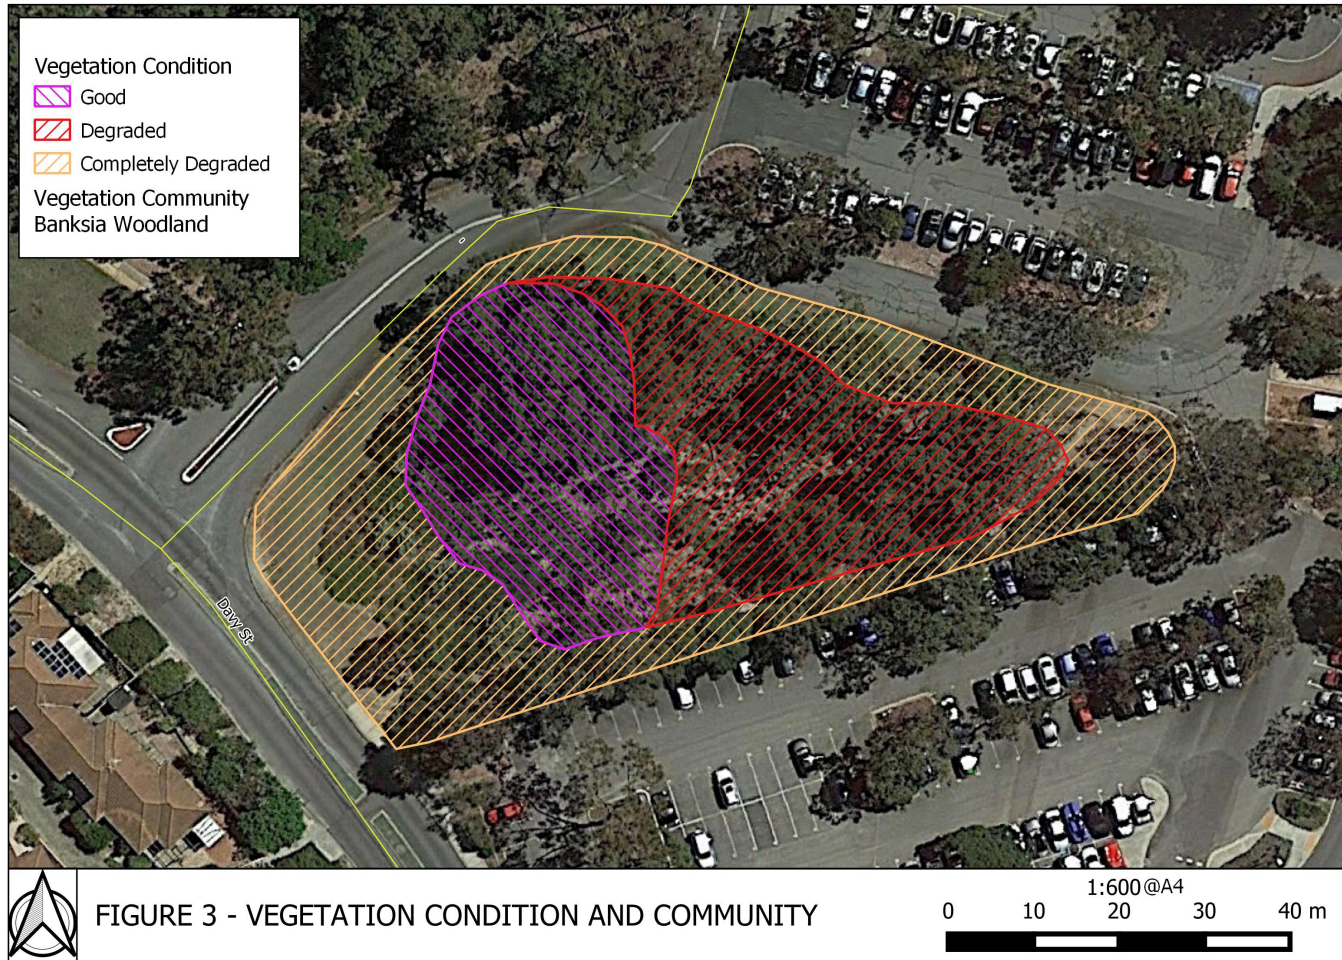 Vegetation Condition
Good
Degraded
Completely Degraded
Vegetation Community
Banksia Woodland
Davy St
FIGURE 3 - VEGETATION CONDITION AND COMMUNITY
1:600@A4
0 10 20 30 40 m